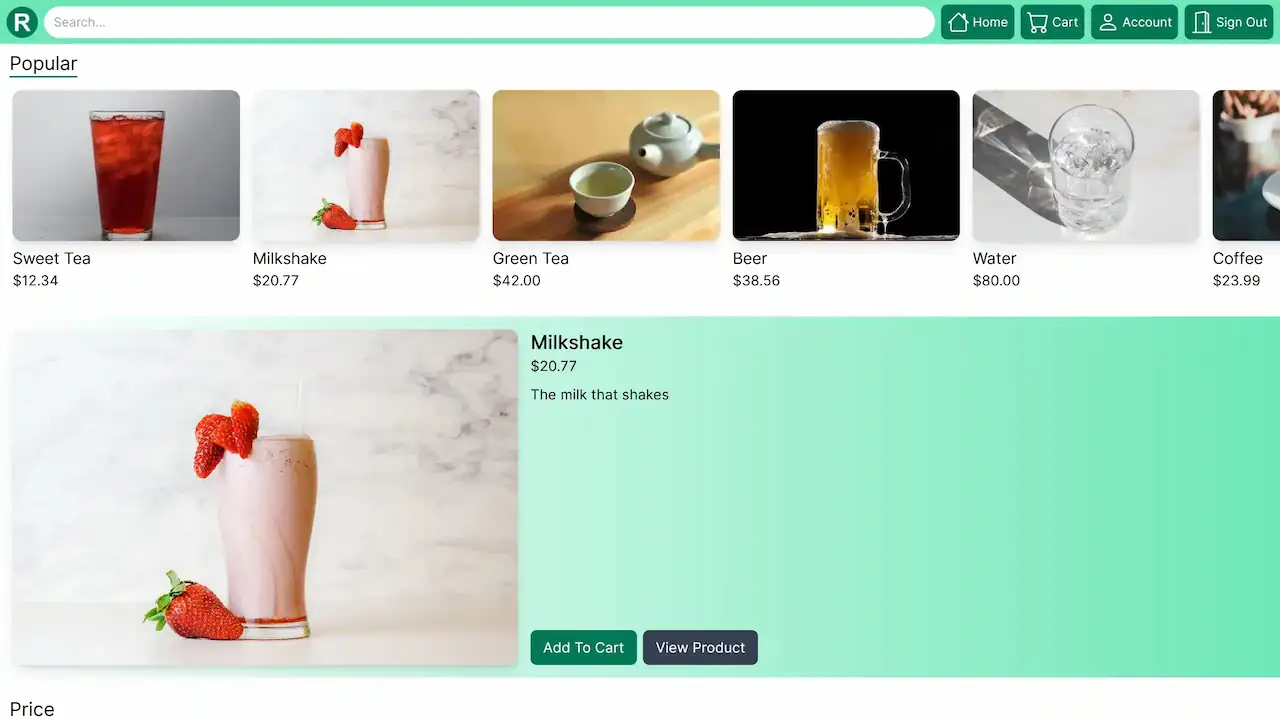 R Search... Home Cart Account Sign Out
Popular
Sweet Tea Milkshake Green Tea Beer Water Coffee
$12.34 $20.77 $42.00 $38.56 $80.00 $23.99
Milkshake
$20.77
The milk that shakes
Add To Cart View Product
Price